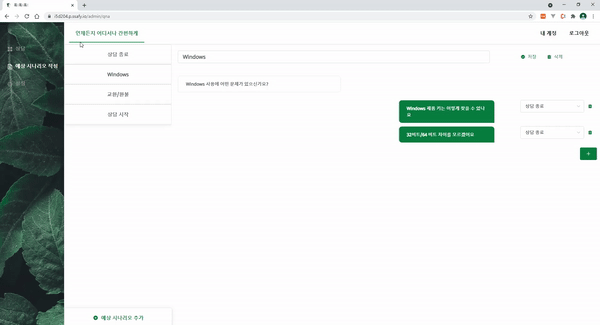 톡:톡:톡:
i5d204.p.ssafy.io/admin/qna
언제든지 어디서나 간편하게
내 계정
로그아웃
상담
예상 시나리오 작성
상담 종료
Windows
교환/환불
상담 시작
Windows
저장
삭제
Windows 사용에 어떤 문제가 있으신가요?
Windows 제품 키는 어떻게 찾을 수 있나요
상담 종료
32비트/64 비트 차이를 모르겠어요
상담 종료
예상 시나리오 추가